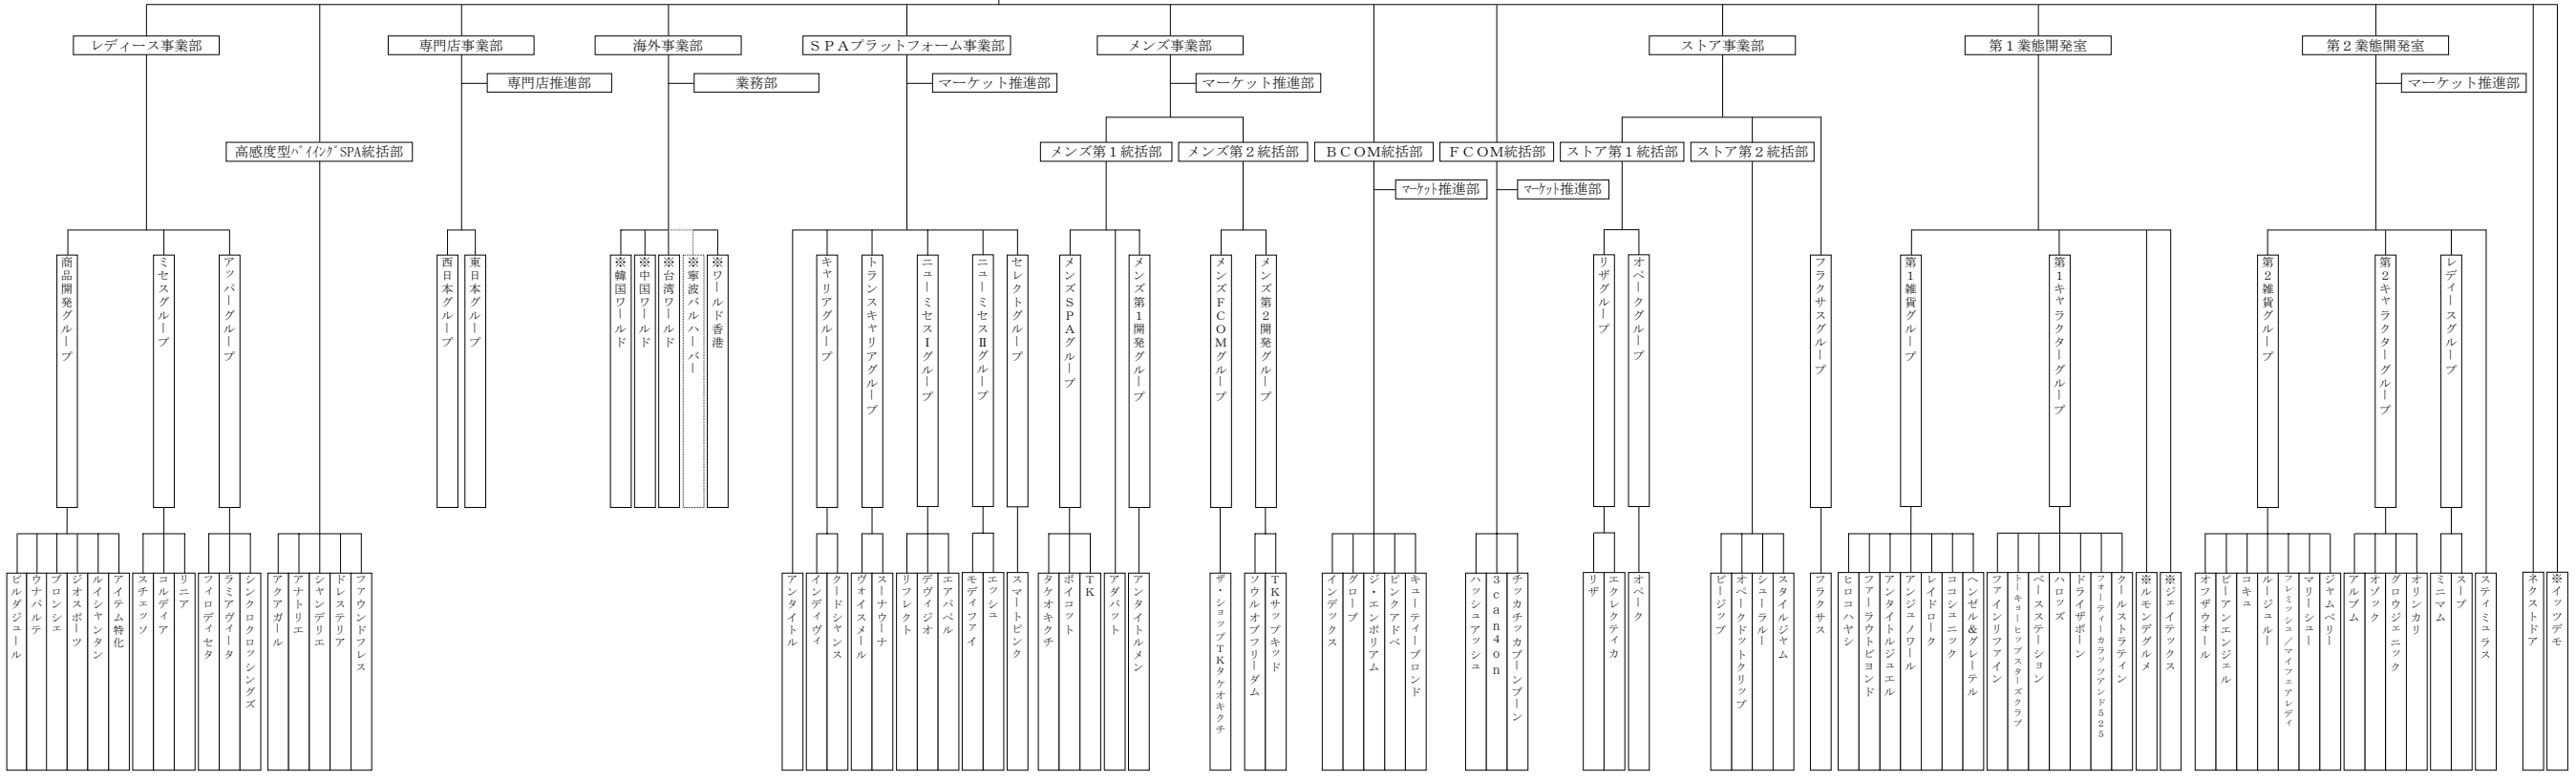 レディース事業部
専門店事業部
海外事業部
ＳＰＡプラットフォーム事業部
メンズ事業部
ストア事業部
第１業態開発室
第２業態開発室
専門店推進部
業務部
マーケット推進部
マーケット推進部
マーケット推進部
高感度型ﾊﾞｲｲﾝｸﾞSPA統括部
メンズ第１統括部
メンズ第２統括部
ＢＣＯＭ統括部
ＦＣＯＭ統括部
ストア第１統括部
ストア第２統括部
ﾏｰｹｯﾄ推進部
ﾏｰｹｯﾄ推進部
商品開発グループ
ミセスグループ
アッパーグループ
西日本グループ
東日本グループ
※韓国ワールド
※中国ワールド
※台湾ワールド
※寧波バルハーバー
※ワールド香港
キャリアグループ
トランスキャリアグループ
ニューミセスⅠグループ
ニューミセスⅡグループ
セレクトグループ
メンズＳＰＡグループ
メンズ第１開発グループ
メンズＦＣＯＭグループ
メンズ第２開発グループ
リザグループ
オペークグループ
フラクサスグループ
第１雑貨グループ
第１キャラクターグループ
第２雑貨グループ
第２キャラクターグループ
レディースグループ
ビルダジュール
ウナパルテ
ブロンシェ
ジオスポーツ
ルイシャンタン
アイテム特化
スチェッソ
コルディア
リニア
フィロディセタ
ラミアヴィータ
シンクロクロッシングズ
アクアガール
アナトリエ
シャンデリエ
ドレステリア
ファウンドフレス
アンタイトル
インディヴィ
クードシャンス
ヴォイスメール
スーナウーナ
リフレクト
デヴィジオ
エアパペル
モディファイ
エッシュ
スマートピンク
タケオキクチ
ボイコット
ＴＫ
アダバット
アンタイトルメン
ザ・ショップＴＫタケオキクチ
ソウルオブフリーダム
ＴＫサップキッド
インデックス
グローブ
ジ・エンポリアム
ピンクアドベ
キューティーブロンド
ハッシュアッシュ
３ｃａｎ４ｏｎ
チッカチッカブーンブーン
リザ
エクレクティカ
オペーク
ピージップ
オペークドットクリップ
シューラルー
スタイルジャム
フラクサス
ヒロコハヤシ
ファーラウトビヨンド
アンタイトルジュエル
アンジュノワール
レイドローク
ココシュニック
ヘンゼル＆グレーテル
ファインリファイン
トーキョーヒップスターズクラブ
ベースステーション
ハロッズ
ドライザボーン
フォーティーカラッツアンド５２５
クールストラティン
※ルモンデグルメ
※ジェイテックス
オフザウォール
ビーアンエンジェル
コキュ
ルージュルー
フレミッシュ／マイフェアレディ
マリーシュー
ジャムベリー
アルブム
オゾック
グロウジェニック
オリンカリ
ミニマム
スープ
スティミュラス
ネクストドア
※イッツデモ